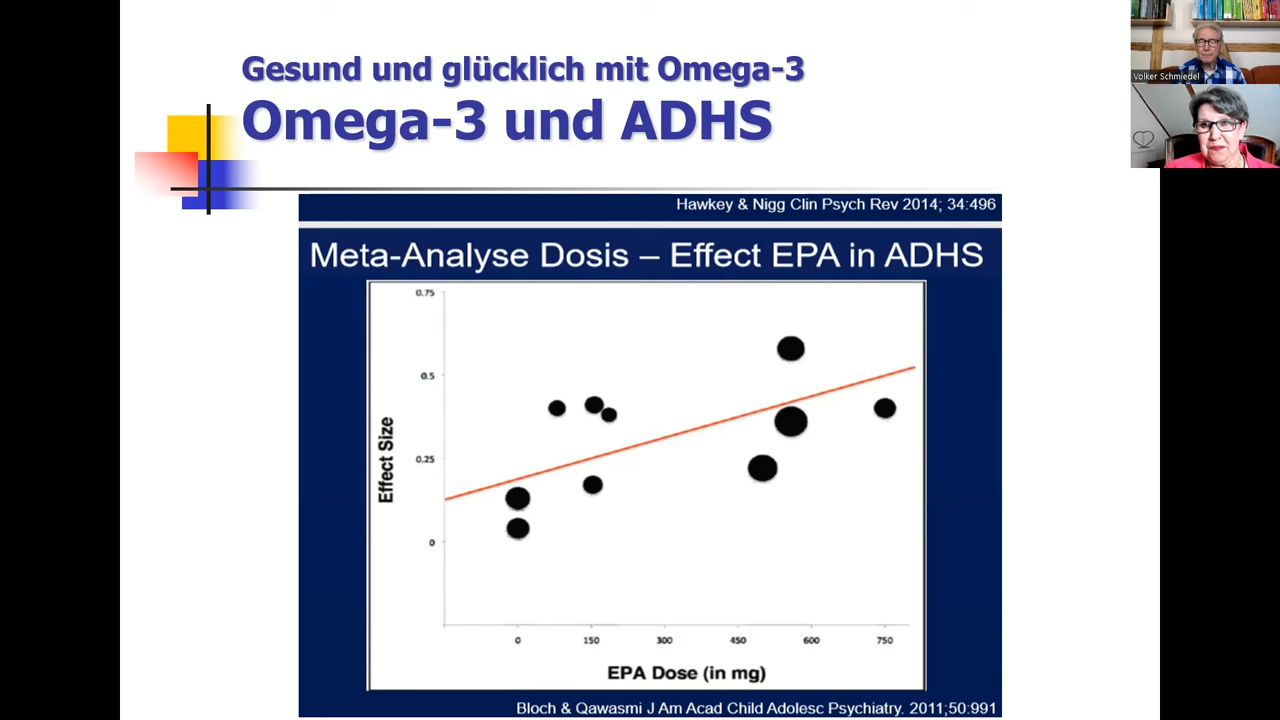 Gesund und glücklich mit Omega-3
Omega-3 und ADHS
Volker Schmiedel
Hawkey & Nigg Clin Psych Rev 2014; 34:496
Meta-Analyse Dosis – Effect EPA in ADHS
0.75
0.5
0.25
0
Effect Size
0 150 300 450 600 750
EPA Dose (in mg)
Bloch & Qawasmi J Am Acad Child Adolesc Psychiatry. 2011;50:991